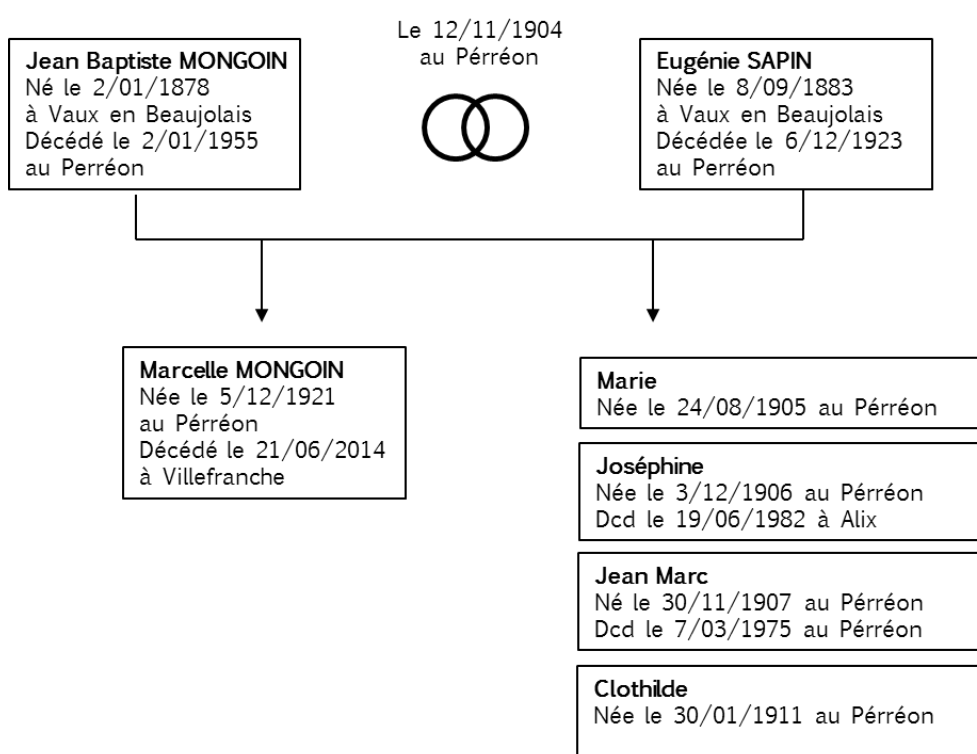 Le 12/11/1904
au Pérréon
Jean Baptiste MONGOIN
Né le 2/01/1878
à Vaux en Beaujolais
Décédé le 2/01/1955
au Perréon
Eugénie SAPIN
Née le 8/09/1883
à Vaux en Beaujolais
Décédée le 6/12/1923
au Perréon
Marcelle MONGOIN
Née le 5/12/1921
au Pérréon
Décédé le 21/06/2014
à Villefranche
Marie
Née le 24/08/1905 au Pérréon
Joséphine
Née le 3/12/1906 au Pérréon
Dcd le 19/06/1982 à Alix
Jean Marc
Né le 30/11/1907 au Pérréon
Dcd le 7/03/1975 au Pérréon
Clothilde
Née le 30/01/1911 au Pérréon